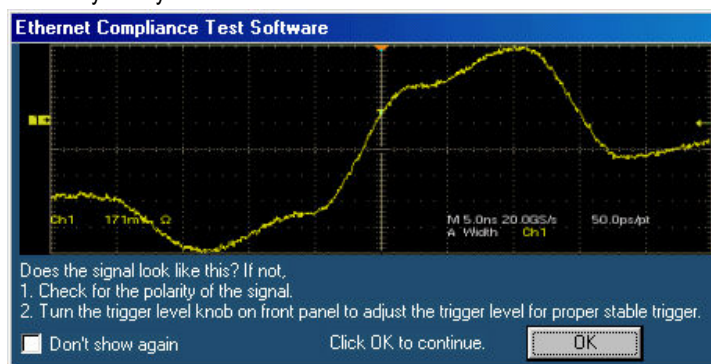 Ethernet Compliance Test Software
Ch1 171mV Ω
M 5.0ns 20.0GS/s 50.0ps/pt
A Width Ch1
Does the signal look like this? If not,
1. Check for the polarity of the signal.
2. Turn the trigger level knob on front panel to adjust the trigger level for proper stable trigger.
Don't show again
Click OK to continue.
OK